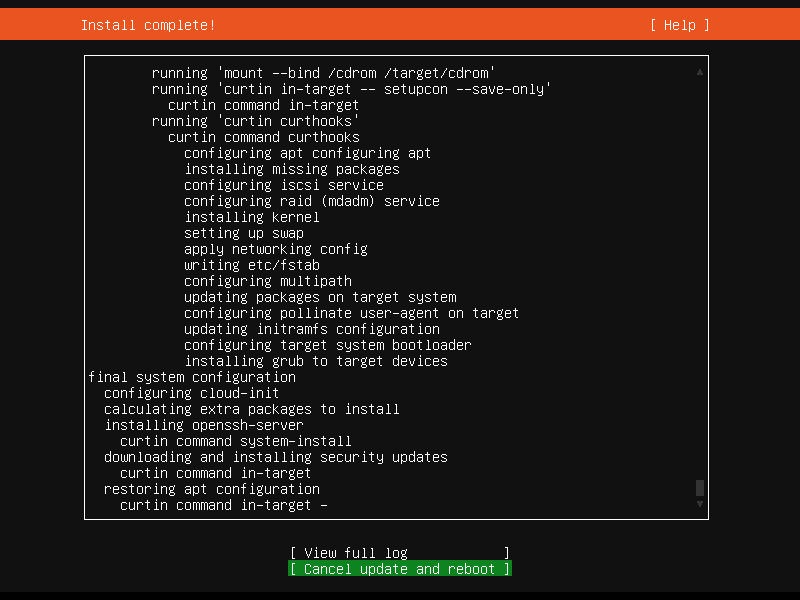 Install complete! [ Help ]
running 'mount --bind /cdrom /target/cdrom'
running 'curtin in-target -- setupcon --save-only'
curtin command in-target
running 'curtin curthooks'
curtin command curthooks
configuring apt configuring apt
installing missing packages
configuring iscsi service
configuring raid (mdadm) service
installing kernel
setting up swap
apply networking config
writing etc/fstab
configuring multipath
updating packages on target system
configuring pollinate user-agent on target
updating initramfs configuration
configuring target system bootloader
installing grub to target devices
final system configuration
configuring cloud-init
calculating extra packages to install
installing openssh-server
curtin command system-install
downloading and installing security updates
curtin command in-target
restoring apt configuration
curtin command in-target -
[ View full log ]
[ Cancel update and reboot ]